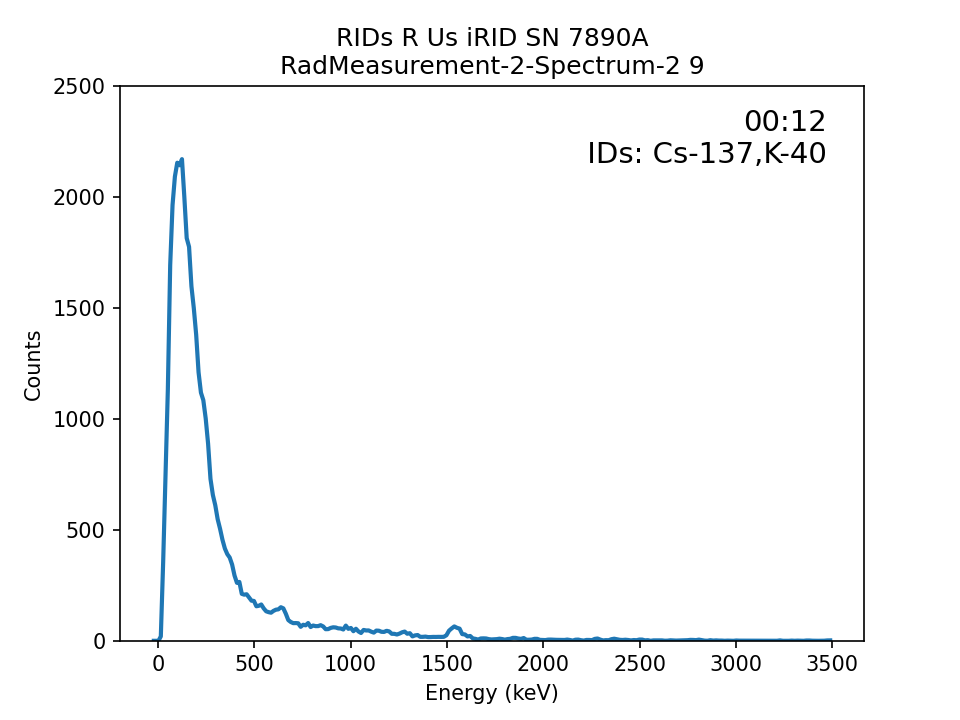 RIDs R Us iRID SN 7890A
RadMeasurement-2-Spectrum-2 9
00:12
IDs: Cs-137,K-40
Counts
2500
2000
1500
1000
500
0
0 500 1000 1500 2000 2500 3000 3500
Energy (keV)